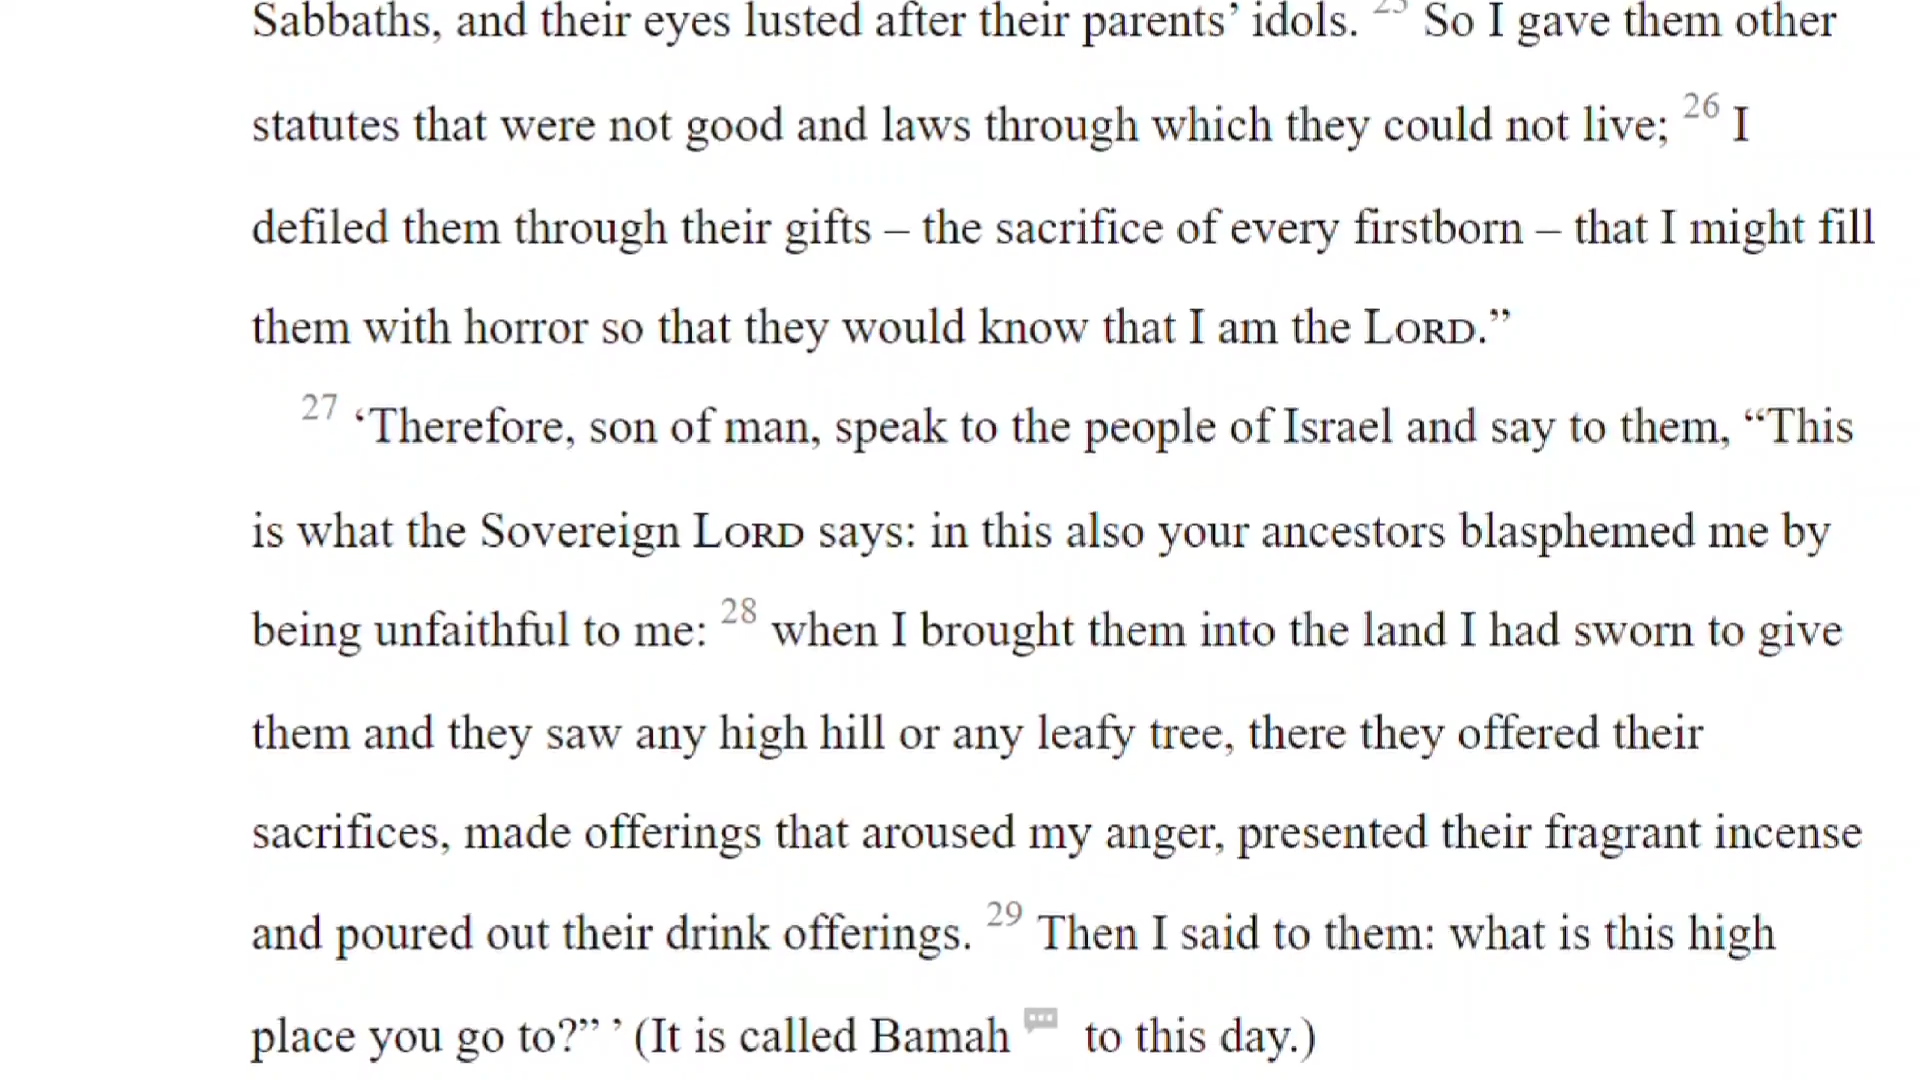 Sabbaths, and their eyes lusted after their parents’ idols. 25 So I gave them other
statutes that were not good and laws through which they could not live; 26 I
defiled them through their gifts – the sacrifice of every firstborn – that I might fill
them with horror so that they would know that I am the LORD.”
27 ‘Therefore, son of man, speak to the people of Israel and say to them, “This
is what the Sovereign LORD says: in this also your ancestors blasphemed me by
being unfaithful to me: 28 when I brought them into the land I had sworn to give
them and they saw any high hill or any leafy tree, there they offered their
sacrifices, made offerings that aroused my anger, presented their fragrant incense
and poured out their drink offerings. 29 Then I said to them: what is this high
place you go to?” ’ (It is called Bamah to this day.)